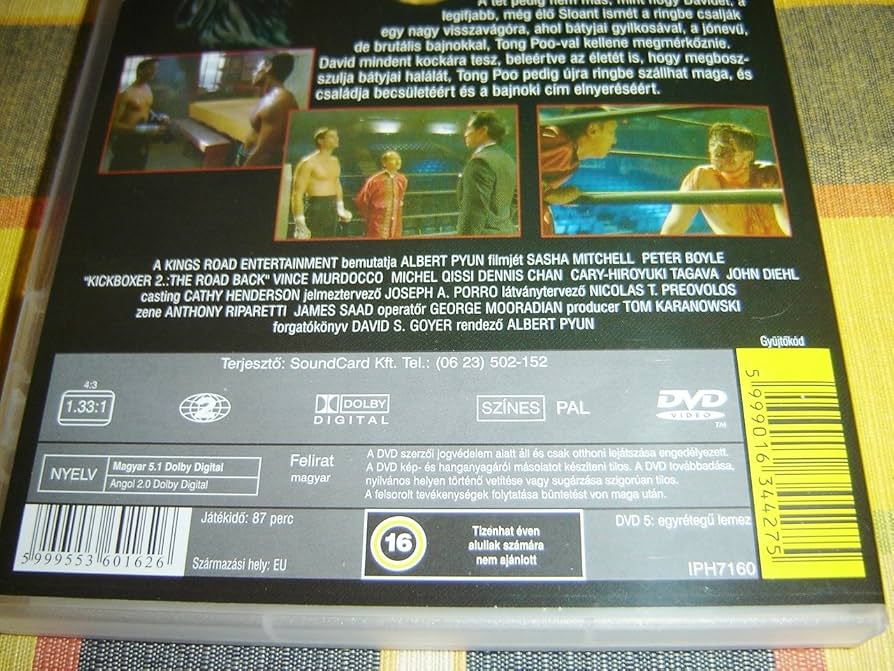 A tét pedig nem más, mint hogy Davidet, a
legifjabb, még élő Sloant ismét a ringbe csalják
egy nagy visszavágóra, ahol bátyjai gyilkosával, a jónevű,
de brutális bajnokkal, Tong Poo-val kellene megmérkőznie.
David mindent kockára tesz, beleértve az életét is, hogy megbosz-
szulja bátyjai halálát, Tong Poo pedig újra ringbe szállhat maga, és
családja becsületéért és a bajnoki cím elnyeréséért.
A KINGS ROAD ENTERTAINMENT bemutatja ALBERT PYUN filmjét SASHA MITCHELL PETER BOYLE
"KICKBOXER 2.:THE ROAD BACK" VINCE MURDOCCO MICHEL QISSI DENNIS CHAN CARY-HIROYUKI TAGAVA JOHN DIEHL
casting CATHY HENDERSON jelmeztervező JOSEPH A. PORRO látványtervező NICOLAS T. PREOVOLOS
zene ANTHONY RIPARETTI JAMES SAAD operatőr GEORGE MOORADIAN producer TOM KARANOWSKI
forgatókönyv DAVID S. GOYER rendező ALBERT PYUN
Terjesztő: SoundCard Kft. Tel.: (06 23) 502-152
Gyűjtőkód
4:3
1.33:1
2
DOLBY
DIGITAL
SZÍNES
PAL
DVD
VIDEO
TM
NYELV
Magyar 5.1 Dolby Digital
Angol 2.0 Dolby Digital
Felirat
magyar
A DVD szerzői jogvédelem alatt áll és csak otthoni lejátszása engedélyezett.
A DVD kép- és hanganyagáról másolatot készíteni tilos. A DVD továbbadása,
nyilvános helyen történő vetítése vagy sugárzása szigorúan tilos.
A felsorolt tevékenységek folytatása büntetést von maga után.
5 999016 344275
5 999553 601626
Játékidő: 87 perc
Származási hely: EU
16
Tizenhat éven
aluliak számára
nem ajánlott
DVD 5: egyrétegű lemez
IPH7160